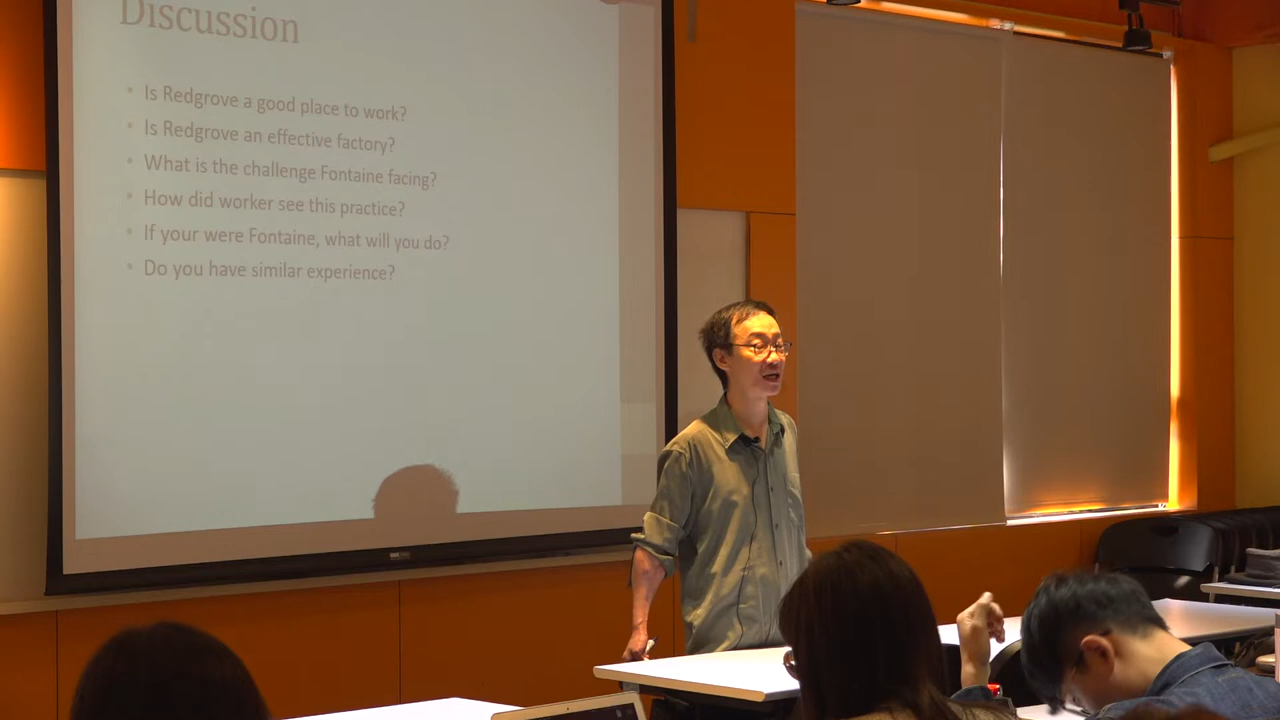 Discussion
• Is Redgrove a good place to work?
• Is Redgrove an effective factory?
• What is the challenge Fontaine facing?
• How did worker see this practice?
• If your were Fontaine, what will you do?
• Do you have similar experience?